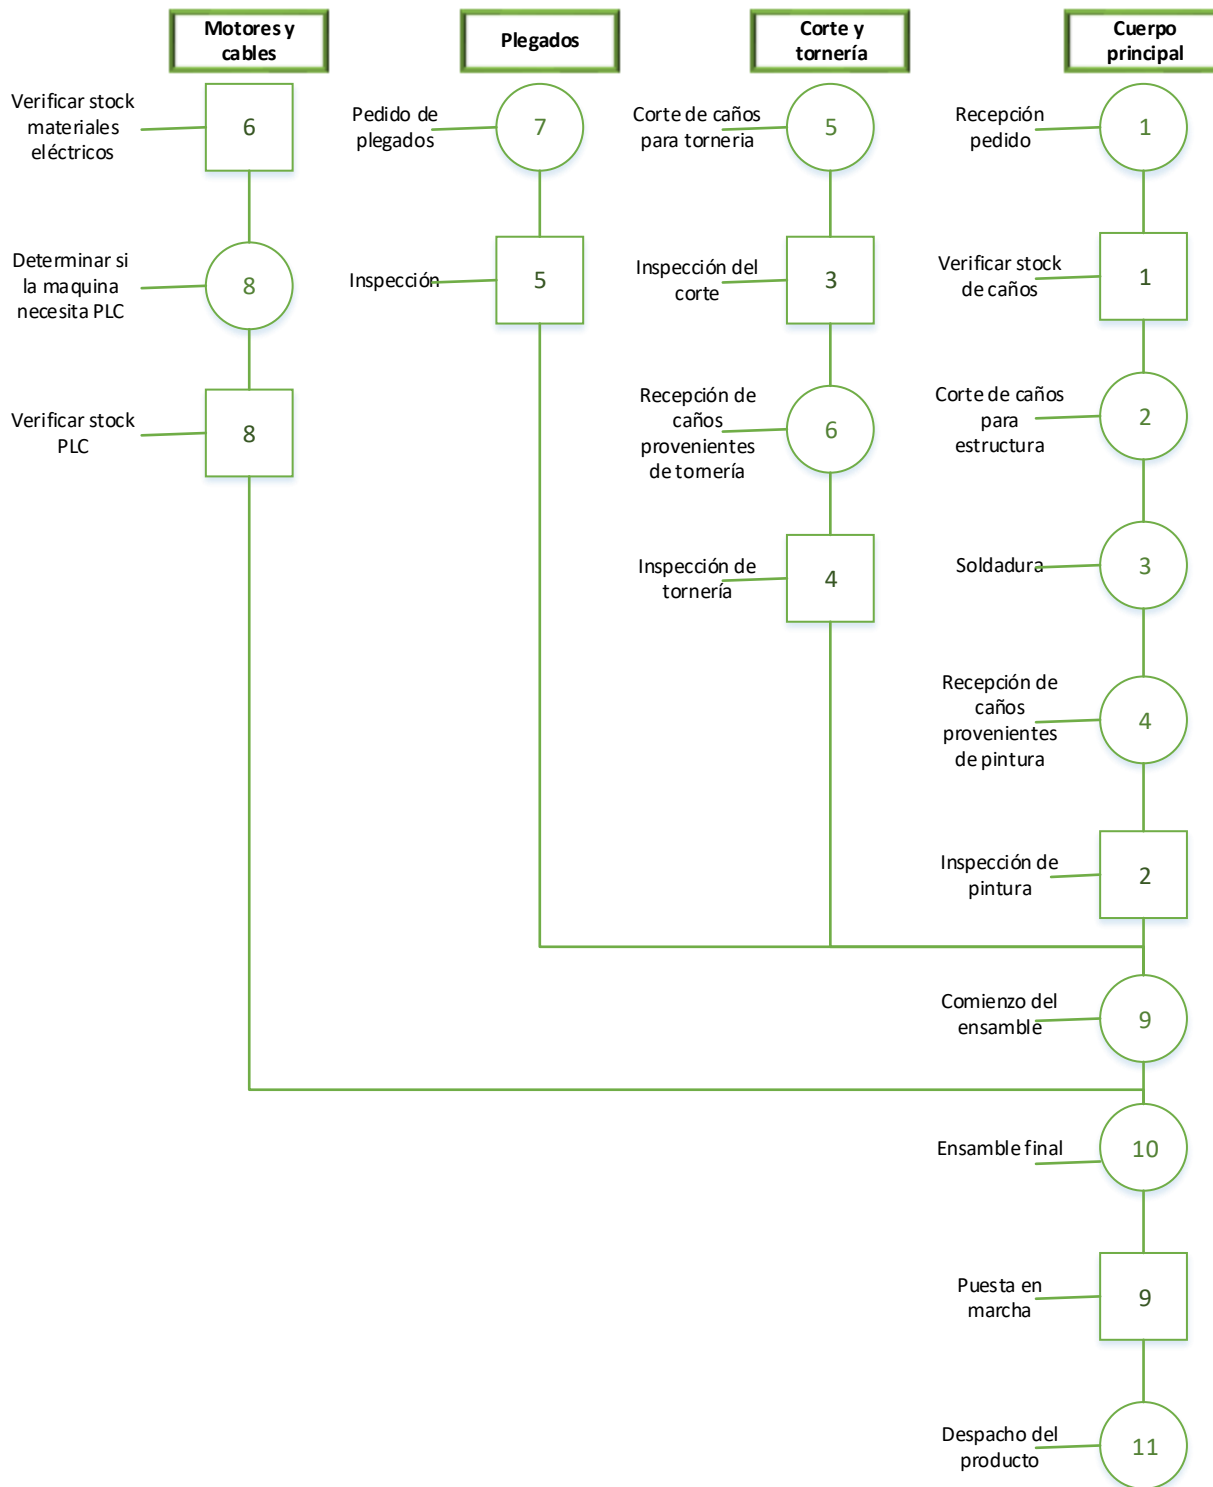 Motores y
cables
Plegados
Corte y
tornería
Cuerpo
principal
Verificar stock
materiales
eléctricos
6
Pedido de
plegados
7
Corte de caños
para torneria
5
Recepción
pedido
1
Determinar si
la maquina
necesita PLC
8
Inspección
5
Inspección del
corte
3
Verificar stock
de caños
1
Verificar stock
PLC
8
Recepción de
caños
provenientes
de tornería
6
Corte de caños
para
estructura
2
Inspección de
tornería
4
Soldadura
3
Recepción de
caños
provenientes
de pintura
4
Inspección de
pintura
2
Comienzo del
ensamble
9
Ensamble final
10
Puesta en
marcha
9
Despacho del
producto
11